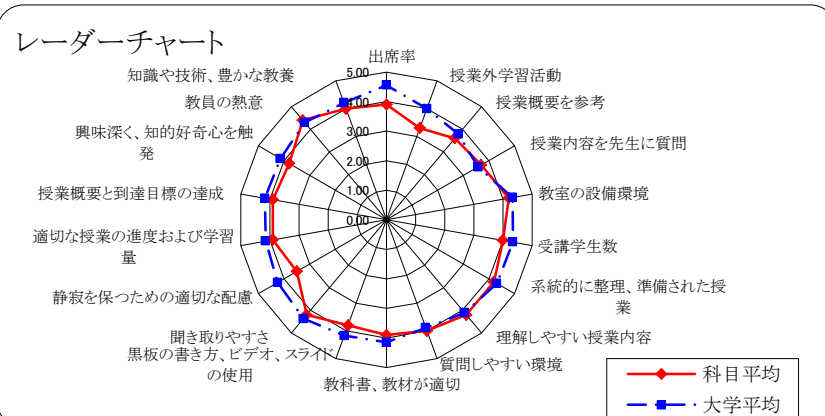 レーダーチャート
出席率
授業外学習活動
授業概要を参考
授業内容を先生に質問
教室の設備環境
受講学生数
系統的に整理、準備された授
業
理解しやすい授業内容
質問しやすい環境
教科書、教材が適切
黒板の書き方、ビデオ、スライド
の使用
聞き取りやすさ
静寂を保つための適切な配慮
適切な授業の進度および学習
量
授業概要と到達目標の達成
興味深く、知的好奇心を触
発
教員の熱意
知識や技術、豊かな教養
5.00
4.00
3.00
2.00
1.00
0.00
科目平均
大学平均